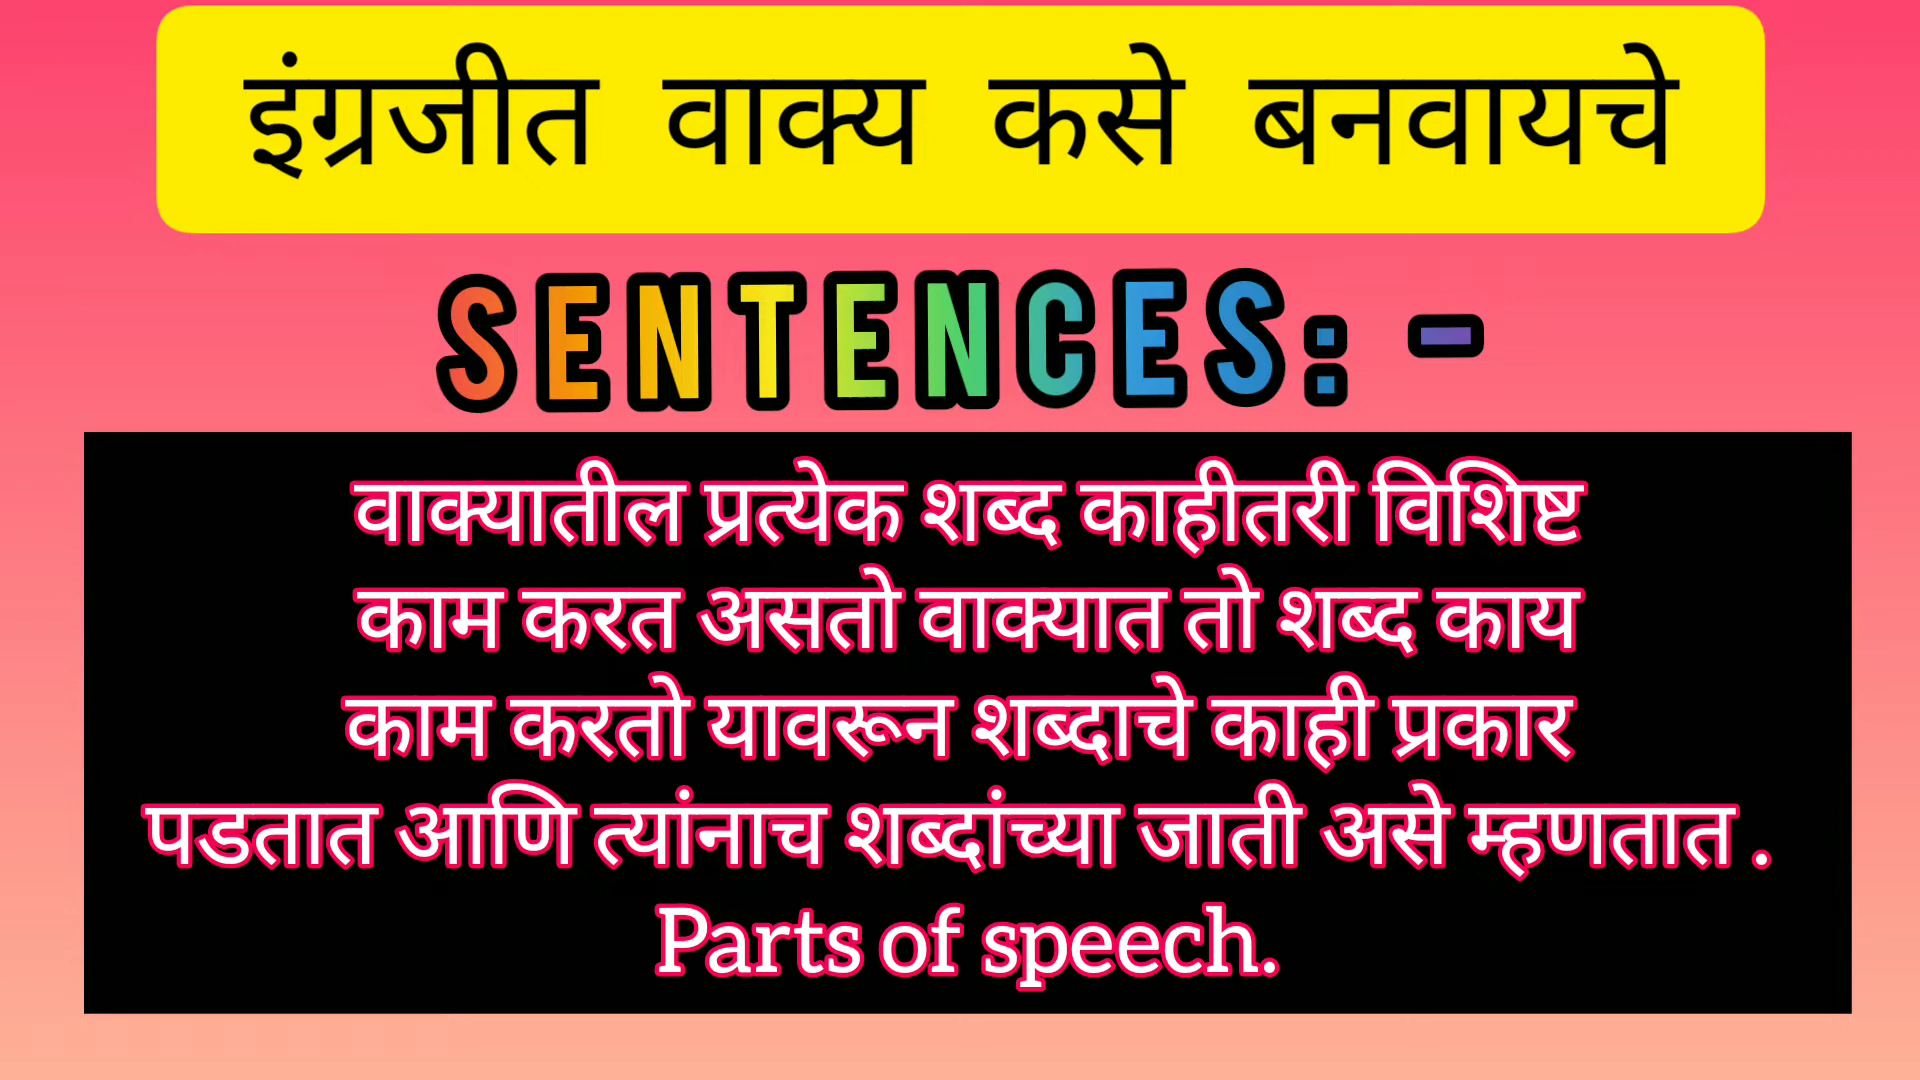 इंग्रजीत वाक्य कसे बनवायचे
SENTENCES: -
वाक्यातील प्रत्येक शब्द काहीतरी विशिष्ट
काम करत असतो वाक्यात तो शब्द काय
काम करतो यावरून शब्दाचे काही प्रकार
पडतात आणि त्यांनाच शब्दांच्या जाती असे म्हणतात .
Parts of speech.